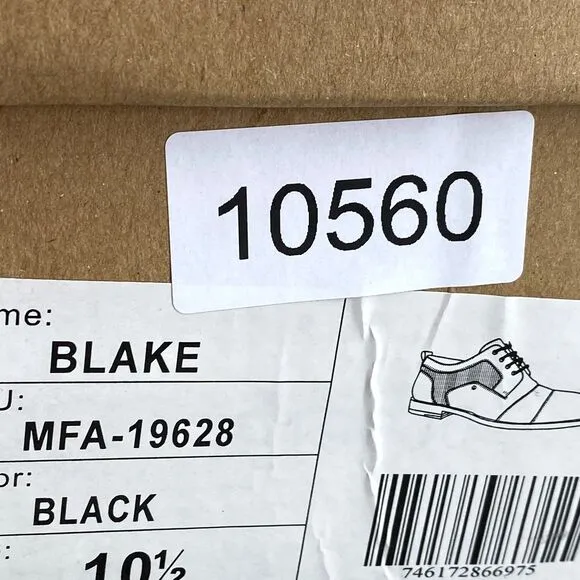 10560
me:
BLAKE
U:
MFA-19628
or:
BLACK
:
10½
746172866975